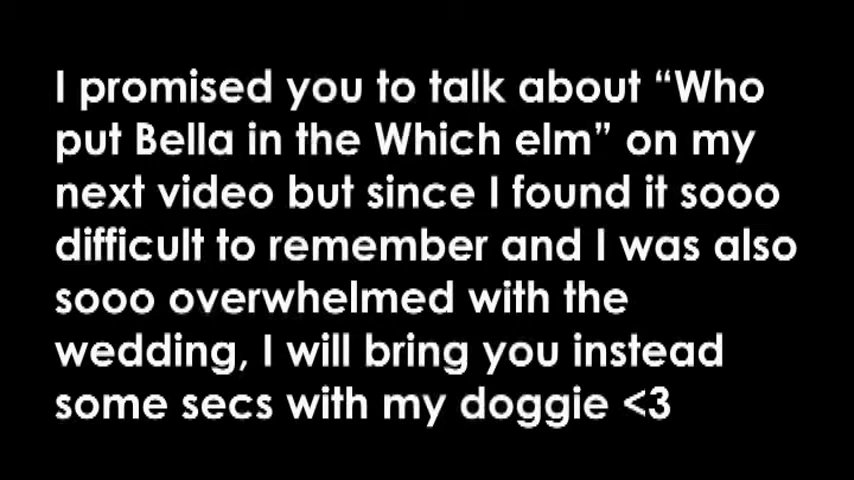 I promised you to talk about “Who
put Bella in the Which elm” on my
next video but since I found it sooo
difficult to remember and I was also
sooo overwhelmed with the
wedding, I will bring you instead
some secs with my doggie <3